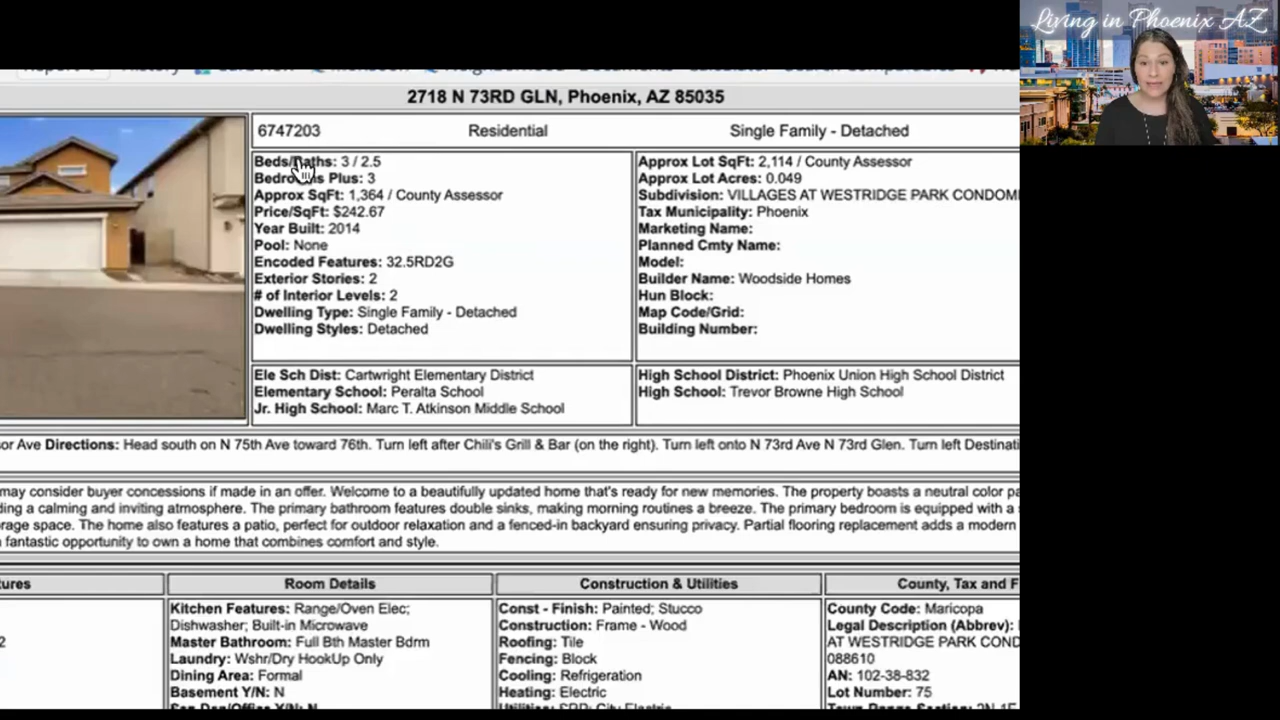 Living in Phoenix AZ
2718 N 73RD GLN, Phoenix, AZ 85035
6747203 Residential Single Family - Detached
Beds/Baths: 3 / 2.5
Bedrooms Plus: 3
Approx SqFt: 1,364 / County Assessor
Price/SqFt: $242.67
Year Built: 2014
Pool: None
Encoded Features: 32.5RD2G
Exterior Stories: 2
# of Interior Levels: 2
Dwelling Type: Single Family - Detached
Dwelling Styles: Detached
Approx Lot SqFt: 2,114 / County Assessor
Approx Lot Acres: 0.049
Subdivision: VILLAGES AT WESTRIDGE PARK CONDOM
Tax Municipality: Phoenix
Marketing Name:
Planned Cmty Name:
Model:
Builder Name: Woodside Homes
Hun Block:
Map Code/Grid:
Building Number:
Ele Sch Dist: Cartwright Elementary District
Elementary School: Peralta School
Jr. High School: Marc T. Atkinson Middle School
High School District: Phoenix Union High School District
High School: Trevor Browne High School
or Ave Directions: Head south on N 75th Ave toward 76th. Turn left after Chili's Grill & Bar (on the right). Turn left onto N 73rd Ave N 73rd Glen. Turn left Destinati
may consider buyer concessions if made in an offer. Welcome to a beautifully updated home that's ready for new memories. The property boasts a neutral color pa
ding a calming and inviting atmosphere. The primary bathroom features double sinks, making morning routines a breeze. The primary bedroom is equipped with a
rage space. The home also features a patio, perfect for outdoor relaxation and a fenced-in backyard ensuring privacy. Partial flooring replacement adds a modern
fantastic opportunity to own a home that combines comfort and style.
ures Room Details Construction & Utilities County, Tax and F
2
Kitchen Features: Range/Oven Elec;
Dishwasher; Built-in Microwave
Master Bathroom: Full Bth Master Bdrm
Laundry: Wshr/Dry HookUp Only
Dining Area: Formal
Basement Y/N: N
Const - Finish: Painted; Stucco
Construction: Frame - Wood
Roofing: Tile
Fencing: Block
Cooling: Refrigeration
Heating: Electric
Utilities: SRP; City Electric
County Code: Maricopa
Legal Description (Abbrev):
AT WESTRIDGE PARK COND
088610
AN: 102-38-832
Lot Number: 75